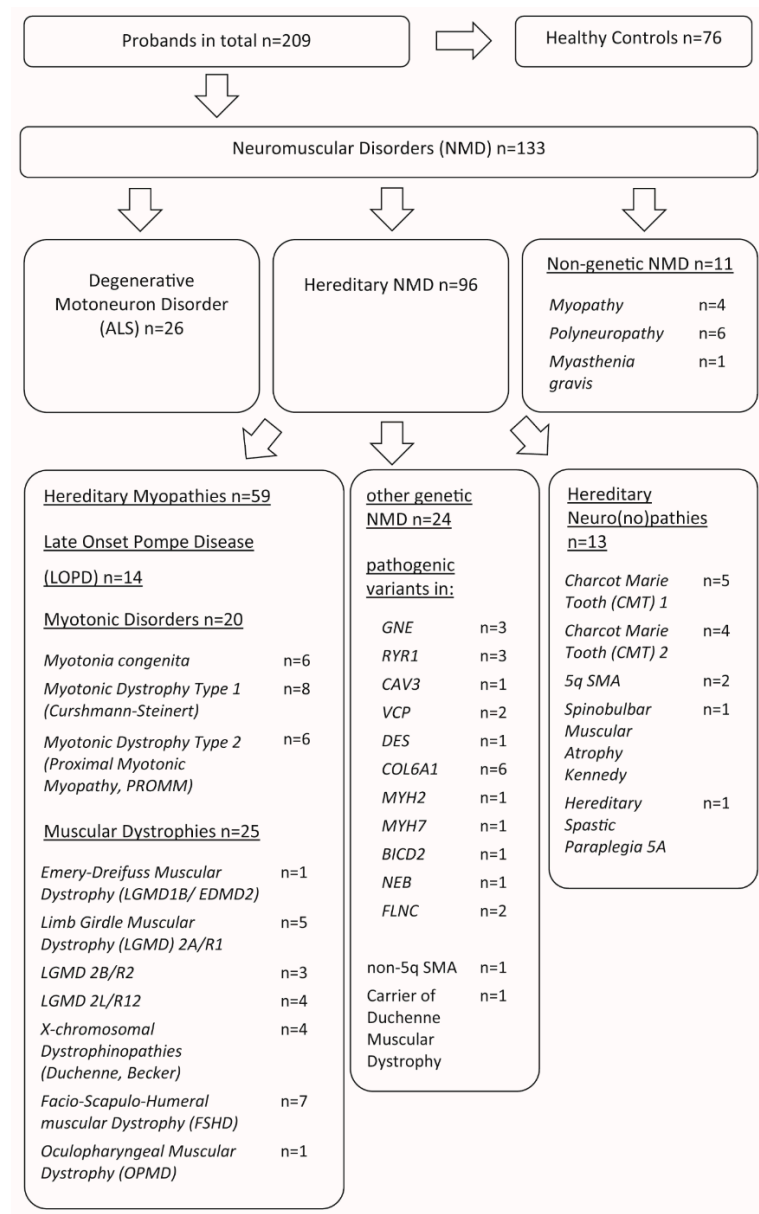 Probands in total n=209
Healthy Controls n=76
Neuromuscular Disorders (NMD) n=133
Degenerative
Motoneuron Disorder
(ALS) n=26
Hereditary NMD n=96
Non-genetic NMD n=11
Myopathy n=4
Polyneuropathy n=6
Myasthenia n=1
gravis
Hereditary Myopathies n=59
Late Onset Pompe Disease
(LOPD) n=14
Myotonic Disorders n=20
Myotonia congenita n=6
Myotonic Dystrophy Type 1 n=8
(Curshmann-Steinert)
Myotonic Dystrophy Type 2 n=6
(Proximal Myotonic
Myopathy, PROMM)
Muscular Dystrophies n=25
Emery-Dreifuss Muscular n=1
Dystrophy (LGMD1B/ EDMD2)
Limb Girdle Muscular n=5
Dystrophy (LGMD) 2A/R1
LGMD 2B/R2 n=3
LGMD 2L/R12 n=4
X-chromosomal n=4
Dystrophinopathies
(Duchenne, Becker)
Facio-Scapulo-Humeral n=7
muscular Dystrophy (FSHD)
Oculopharyngeal Muscular n=1
Dystrophy (OPMD)
other genetic
NMD n=24
pathogenic
variants in:
GNE n=3
RYR1 n=3
CAV3 n=1
VCP n=2
DES n=1
COL6A1 n=6
MYH2 n=1
MYH7 n=1
BICD2 n=1
NEB n=1
FLNC n=2
non-5q SMA n=1
Carrier of n=1
Duchenne
Muscular
Dystrophy
Hereditary
Neuro(no)pathies
n=13
Charcot Marie n=5
Tooth (CMT) 1
Charcot Marie n=4
Tooth (CMT) 2
5q SMA n=2
Spinobulbar n=1
Muscular
Atrophy
Kennedy
Hereditary n=1
Spastic
Paraplegia 5A